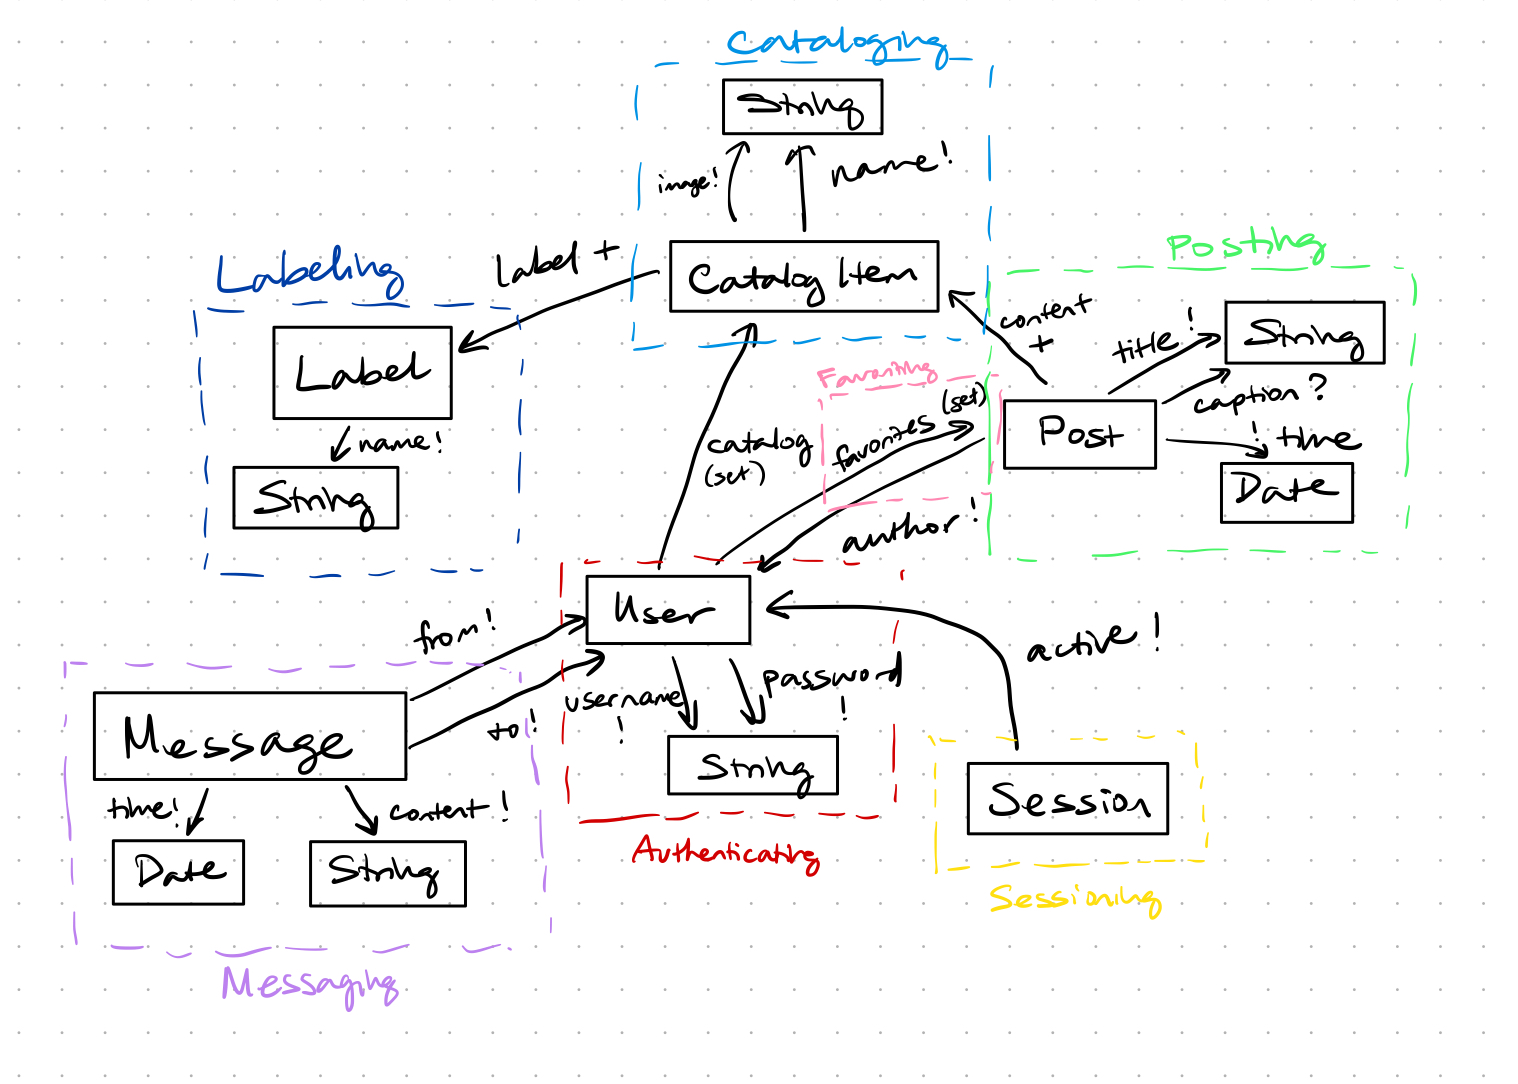 Cataloging
String
image!
name!
Catalog Item
Labeling
Label +
Label
name!
String
Posting
content
+
title!
String
caption?
Post
! time
Date
Favoriting
favorites (set)
catalog
(set)
author!
User
from!
to!
username
!
password
!
String
Authenticating
active!
Session
Sessioning
Message
time!
content!
Date
String
Messaging